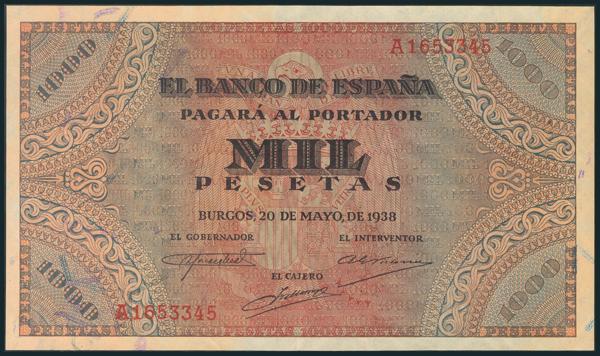 A1653345
1000
1000
EL BANCO DE ESPAÑA
PAGARÁ AL PORTADOR
MIL
PESETAS
BURGOS, 20 DE MAYO, DE 1938
EL GOBERNADOR
EL INTERVENTOR
EL CAJERO
A1653345
1000
1000